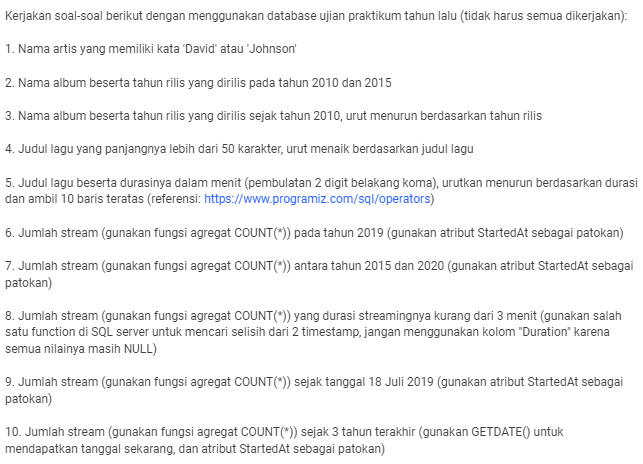 Kerjakan soal-soal berikut dengan menggunakan database ujian praktikum tahun lalu (tidak harus semua dikerjakan):
1. Nama artis yang memiliki kata 'David' atau 'Johnson'
2. Nama album beserta tahun rilis yang dirilis pada tahun 2010 dan 2015
3. Nama album beserta tahun rilis yang dirilis sejak tahun 2010, urut menurun berdasarkan tahun rilis
4. Judul lagu yang panjangnya lebih dari 50 karakter, urut menaik berdasarkan judul lagu
5. Judul lagu beserta durasinya dalam menit (pembulatan 2 digit belakang koma), urutkan menurun berdasarkan durasi
dan ambil 10 baris teratas (referensi: https://www.programiz.com/sql/operators)
6. Jumlah stream (gunakan fungsi agregat COUNT(*)) pada tahun 2019 (gunakan atribut StartedAt sebagai patokan)
7. Jumlah stream (gunakan fungsi agregat COUNT(*)) antara tahun 2015 dan 2020 (gunakan atribut StartedAt sebagai
patokan)
8. Jumlah stream (gunakan fungsi agregat COUNT(*)) yang durasi streamingnya kurang dari 3 menit (gunakan salah
satu function di SQL server untuk mencari selisih dari 2 timestamp, jangan menggunakan kolom "Duration" karena
semua nilainya masih NULL)
9. Jumlah stream (gunakan fungsi agregat COUNT(*)) sejak tanggal 18 Juli 2019 (gunakan atribut StartedAt sebagai
patokan)
10. Jumlah stream (gunakan fungsi agregat COUNT(*)) sejak 3 tahun terakhir (gunakan GETDATE() untuk
mendapatkan tanggal sekarang, dan atribut StartedAt sebagai patokan)